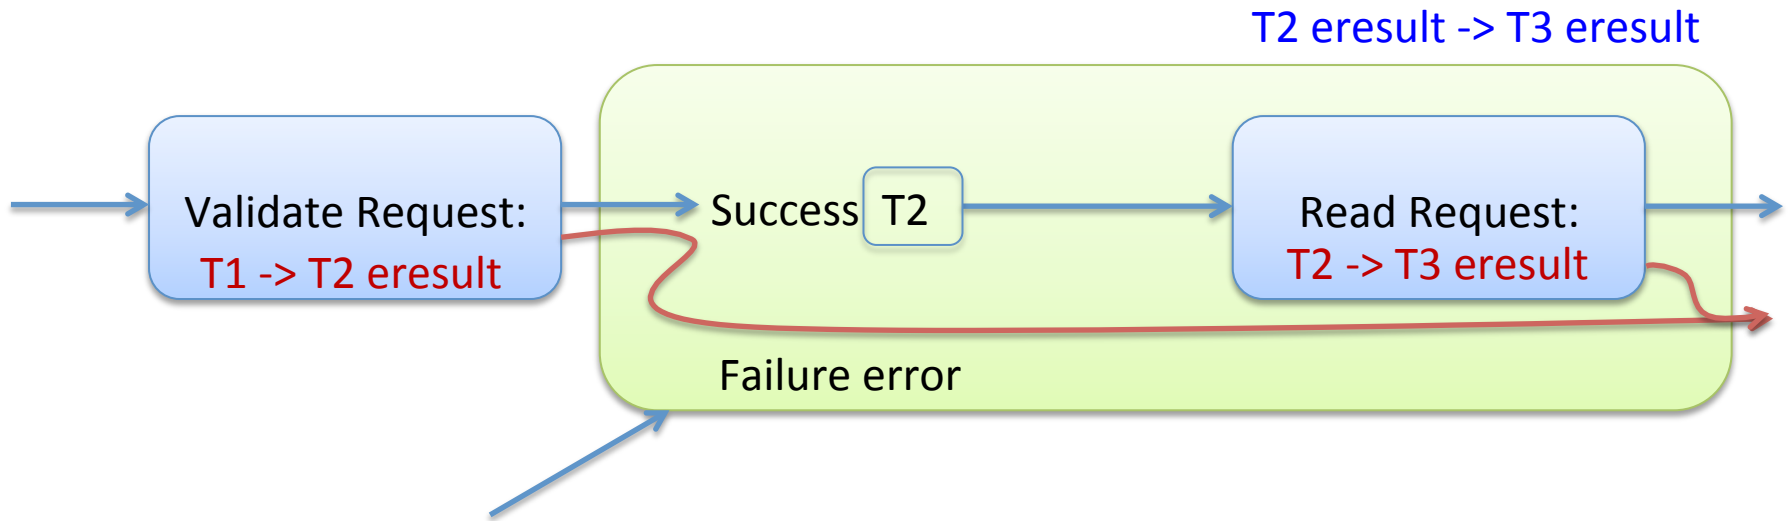 T2 eresult -> T3 eresult
Validate Request:
T1 -> T2 eresult
Success T2
Read Request:
T2 -> T3 eresult
Failure error